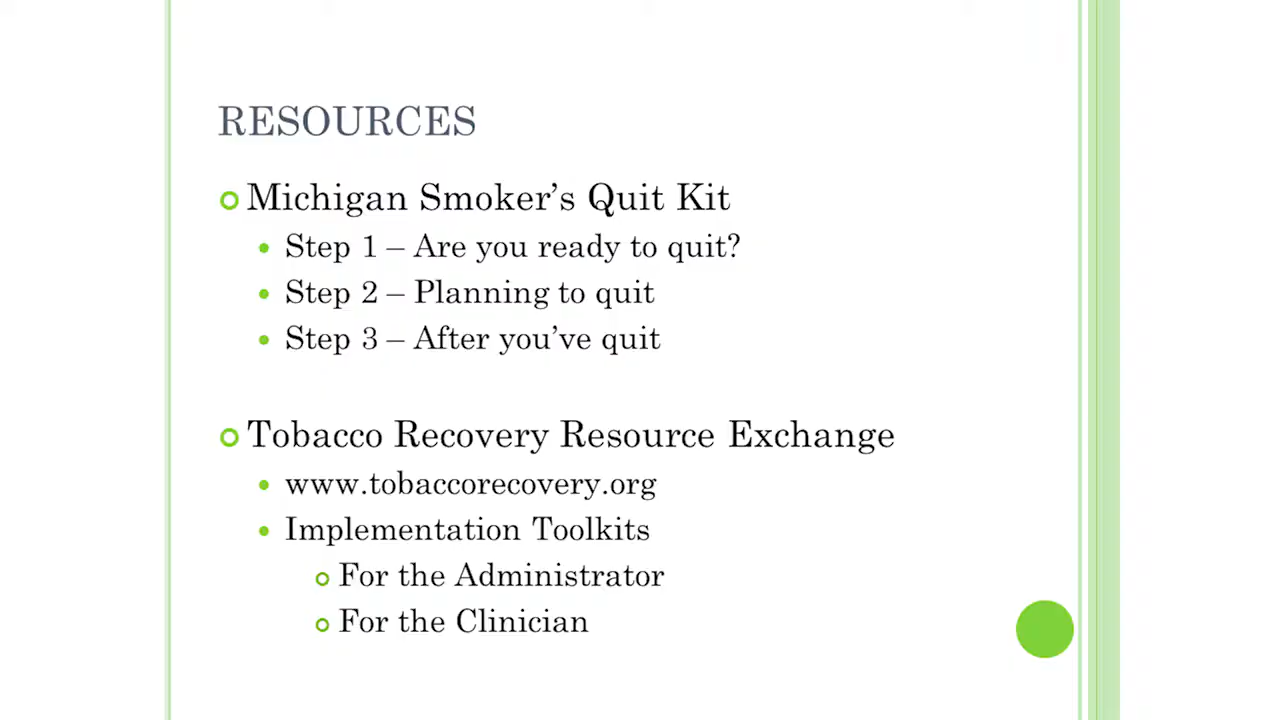 RESOURCES
Michigan Smoker’s Quit Kit
Step 1 – Are you ready to quit?
Step 2 – Planning to quit
Step 3 – After you’ve quit
Tobacco Recovery Resource Exchange
www.tobaccorecovery.org
Implementation Toolkits
For the Administrator
For the Clinician